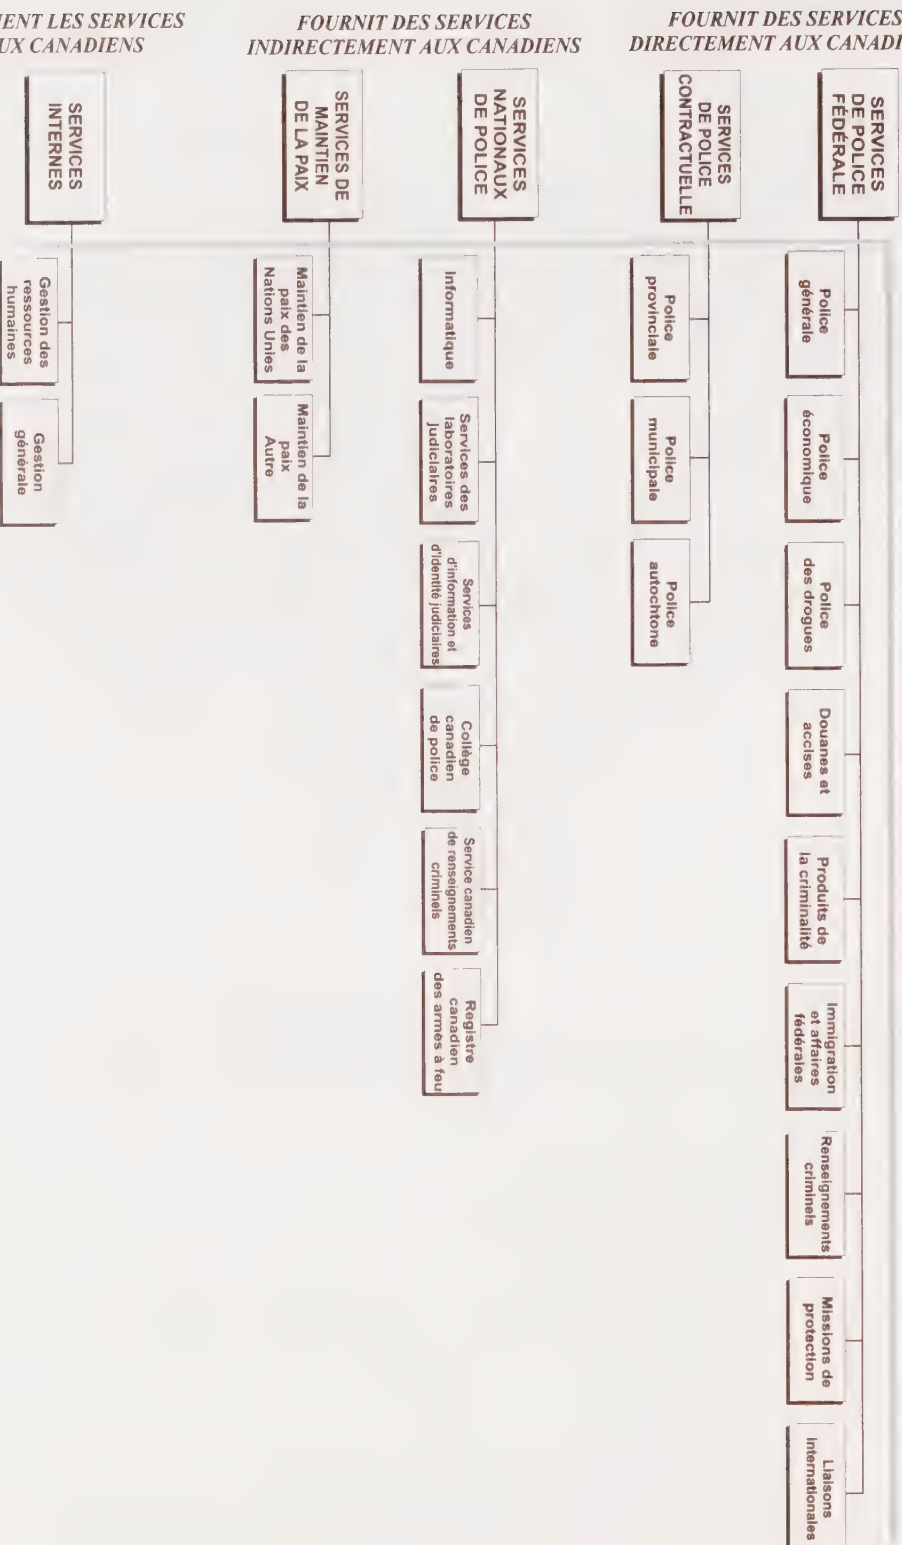 FOURNIT DES SERVICES
DIRECTEMENT AUX
SERVICES
DE POLICE
FÉDÉRALE
Police
générale
Police
économique
Police
des drogues
Douanes et
accises
Produits de
la criminalité
Immigration
et affaires
fédérales
Renseignements
criminels
Missions de
protection
Liaisons
internationales
SERVICES
DE POLICE
CONTRACTUELLE
Police
provinciale
Police
municipale
Police
autochtone
FOURNIT DES SERVICES
INDIRECTEMENT AUX CANADIENS
SERVICES
NATIONAUX
DE POLICE
Informatique
Services des
laboratoires
judiciaires
Services
d'information et
d'identité judiciaires
Collège
canadien
de police
Service canadien
de renseignements
criminels
Registre
canadien
des armes à feu
SERVICES DE
MAINTIEN
DE LA PAIX
Maintien de la
paix des
Nations Unies
Maintien de la
paix
Autre
LES SERVICES
CANADIENS
SERVICES
INTERNES
Gestion des
ressources
humaines
Gestion
générale